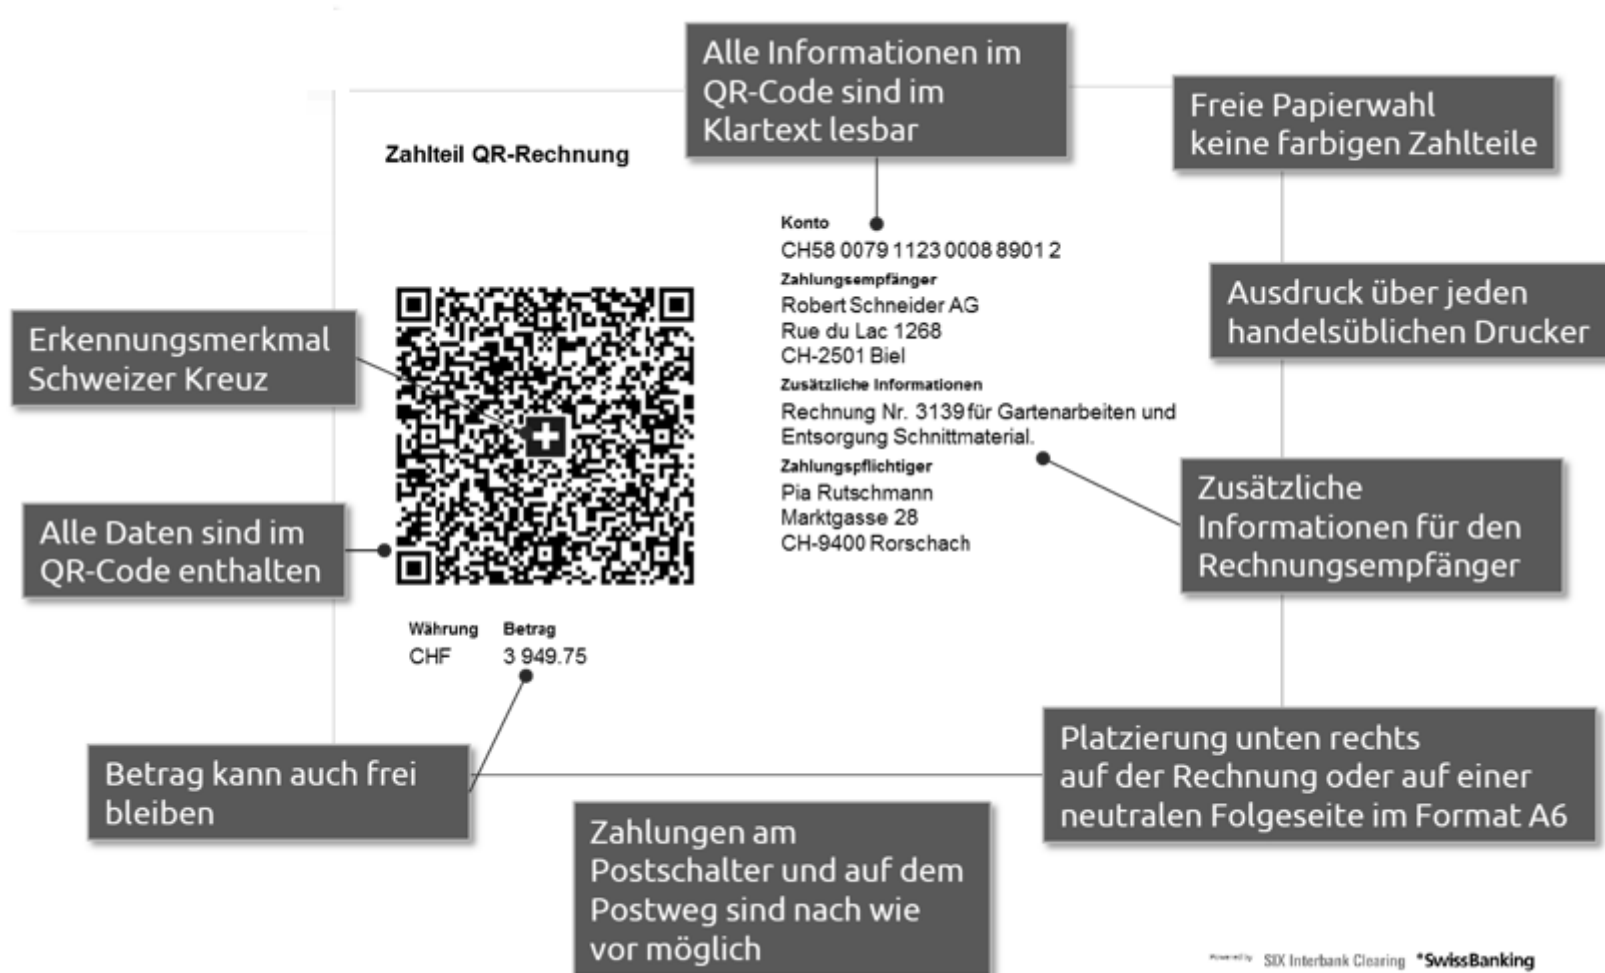 Alle Informationen im
QR-Code sind im
Klartext lesbar
Freie Papierwahl
keine farbigen Zahlteile
Zahlteil QR-Rechnung
Konto
CH58 0079 1123 0008 8901 2
Zahlungsempfänger
Robert Schneider AG
Rue du Lac 1268
CH-2501 Biel
Ausdruck über jeden
handelsüblichen Drucker
Erkennungsmerkmal
Schweizer Kreuz
Zusätzliche Informationen
Rechnung Nr. 3139 für Gartenarbeiten und
Entsorgung Schnittmaterial.
Zahlungspflichtiger
Pia Rutschmann
Marktgasse 28
CH-9400 Rorschach
Zusätzliche
Informationen für den
Rechnungsempfänger
Alle Daten sind im
QR-Code enthalten
Währung Betrag
CHF 3 949.75
Betrag kann auch frei
bleiben
Platzierung unten rechts
auf der Rechnung oder auf einer
neutralen Folgeseite im Format A6
Zahlungen am
Postschalter und auf dem
Postweg sind nach wie
vor möglich
Powered by SIX Interbank Clearing *SwissBanking